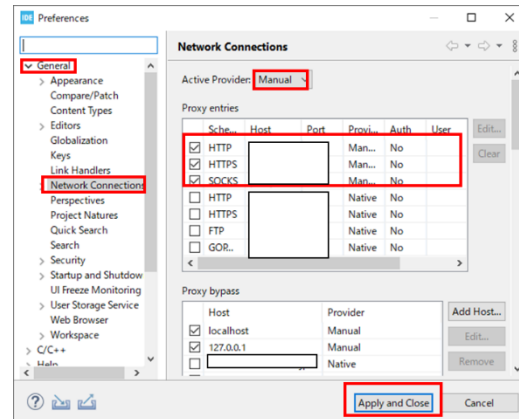 IDE Preferences
Network Connections
General
Appearance
Compare/Patch
Content Types
Editors
Globalization
Keys
Link Handlers
Network Connections
Perspectives
Project Natures
Quick Search
Search
Security
Startup and Shutdow
UI Freeze Monitoring
User Storage Service
Web Browser
Workspace
C/C++
Help
Active Provider: Manual
Proxy entries
Sche... Host Port Provi... Auth User
HTTP Man... No
HTTPS Man... No
SOCKS Man... No
HTTP Native No
HTTPS Native No
FTP Native No
GOP... Native No
Edit...
Clear
Proxy bypass
Host Provider
localhost Manual
127.0.0.1 Manual
Native
Add Host...
Edit...
Remove
Apply and Close
Cancel